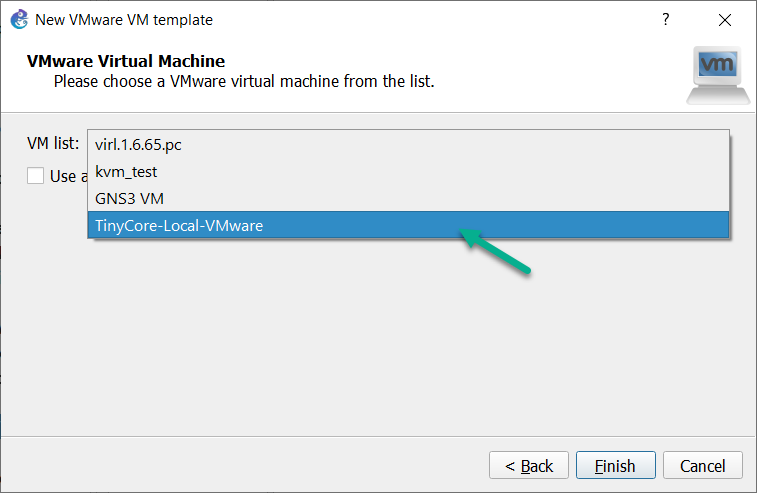 New VMware VM template
VMware Virtual Machine
Please choose a VMware virtual machine from the list.
vm
VM list:
virl.1.6.65.pc
kvm_test
GNS3 VM
TinyCore-Local-VMware
Use a
< Back
Finish
Cancel